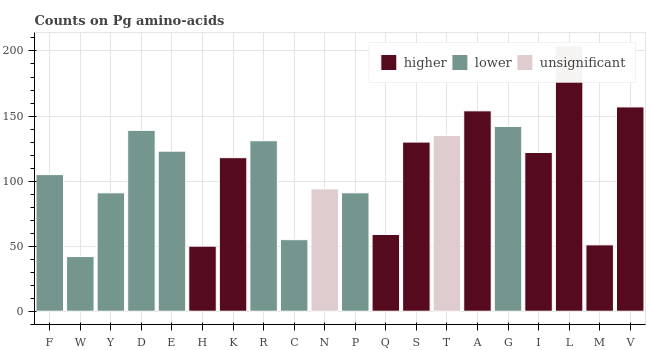 Counts on Pg amino-acids
higher lower unsignificant
200
150
100
50
0
F W Y D E H K R C N P Q S T A G I L M V